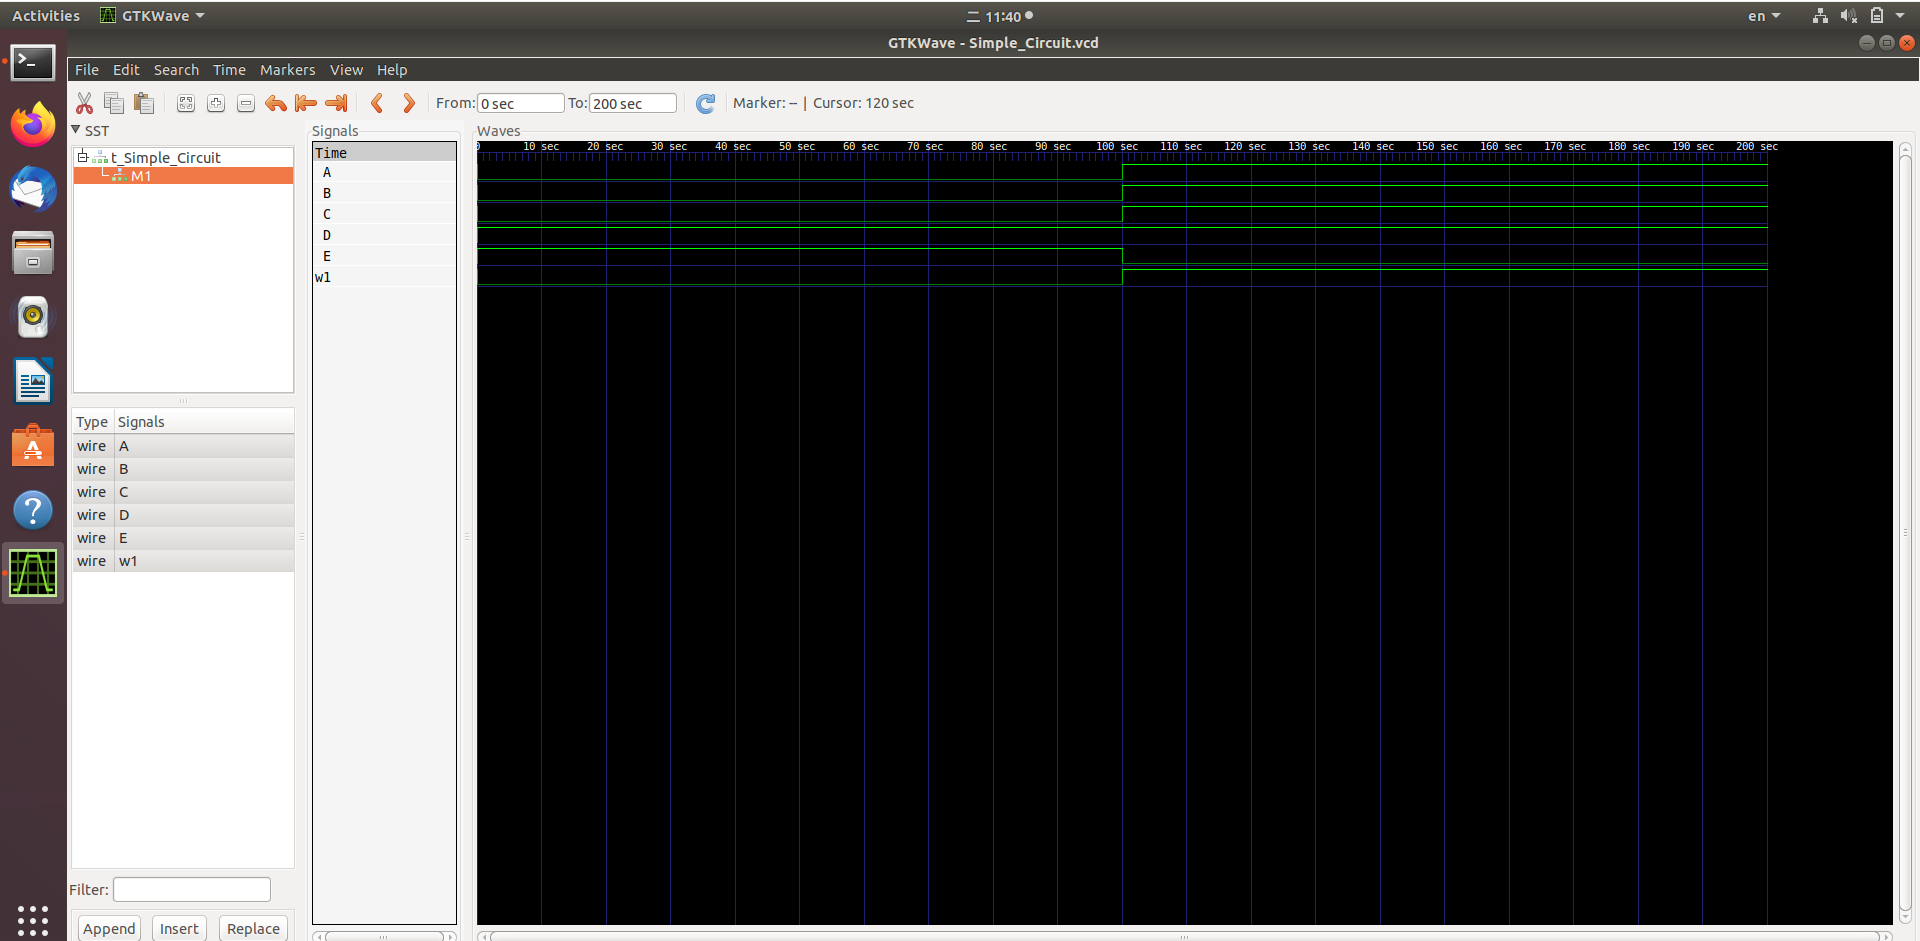 Activities GTKWave 二 11:40 en
GTKWave - Simple_Circuit.vcd
File Edit Search Time Markers View Help
From: 0 sec To: 200 sec Marker: -- | Cursor: 120 sec
SST
t_Simple_Circuit
M1
Type Signals
wire A
wire B
wire C
wire D
wire E
wire w1
Filter:
Append Insert Replace
Signals
Time
A
B
C
D
E
w1
Waves
0 10 sec 20 sec 30 sec 40 sec 50 sec 60 sec 70 sec 80 sec 90 sec 100 sec 110 sec 120 sec 130 sec 140 sec 150 sec 160 sec 170 sec 180 sec 190 sec 200 sec